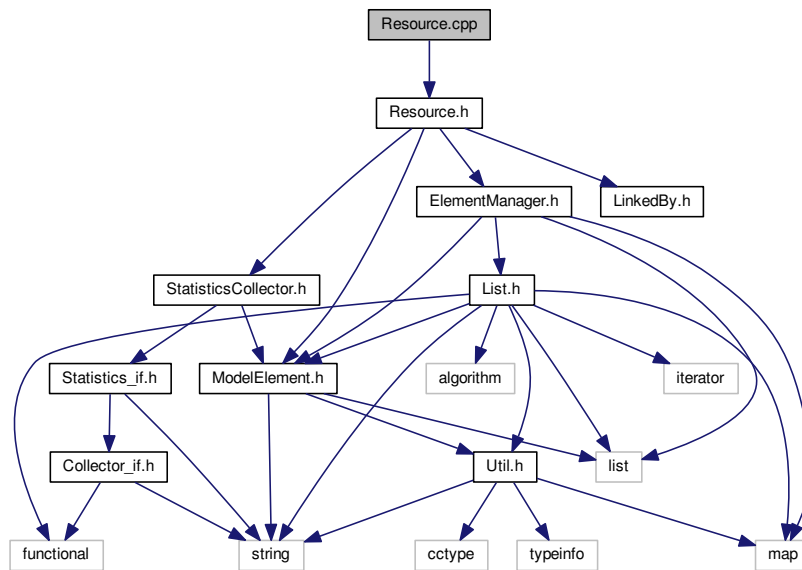 Resource.cpp
Resource.h
ElementManager.h
LinkedBy.h
StatisticsCollector.h
List.h
Statistics_if.h
ModelElement.h
algorithm
iterator
Collector_if.h
Util.h
list
functional
string
cctype
typeinfo
map